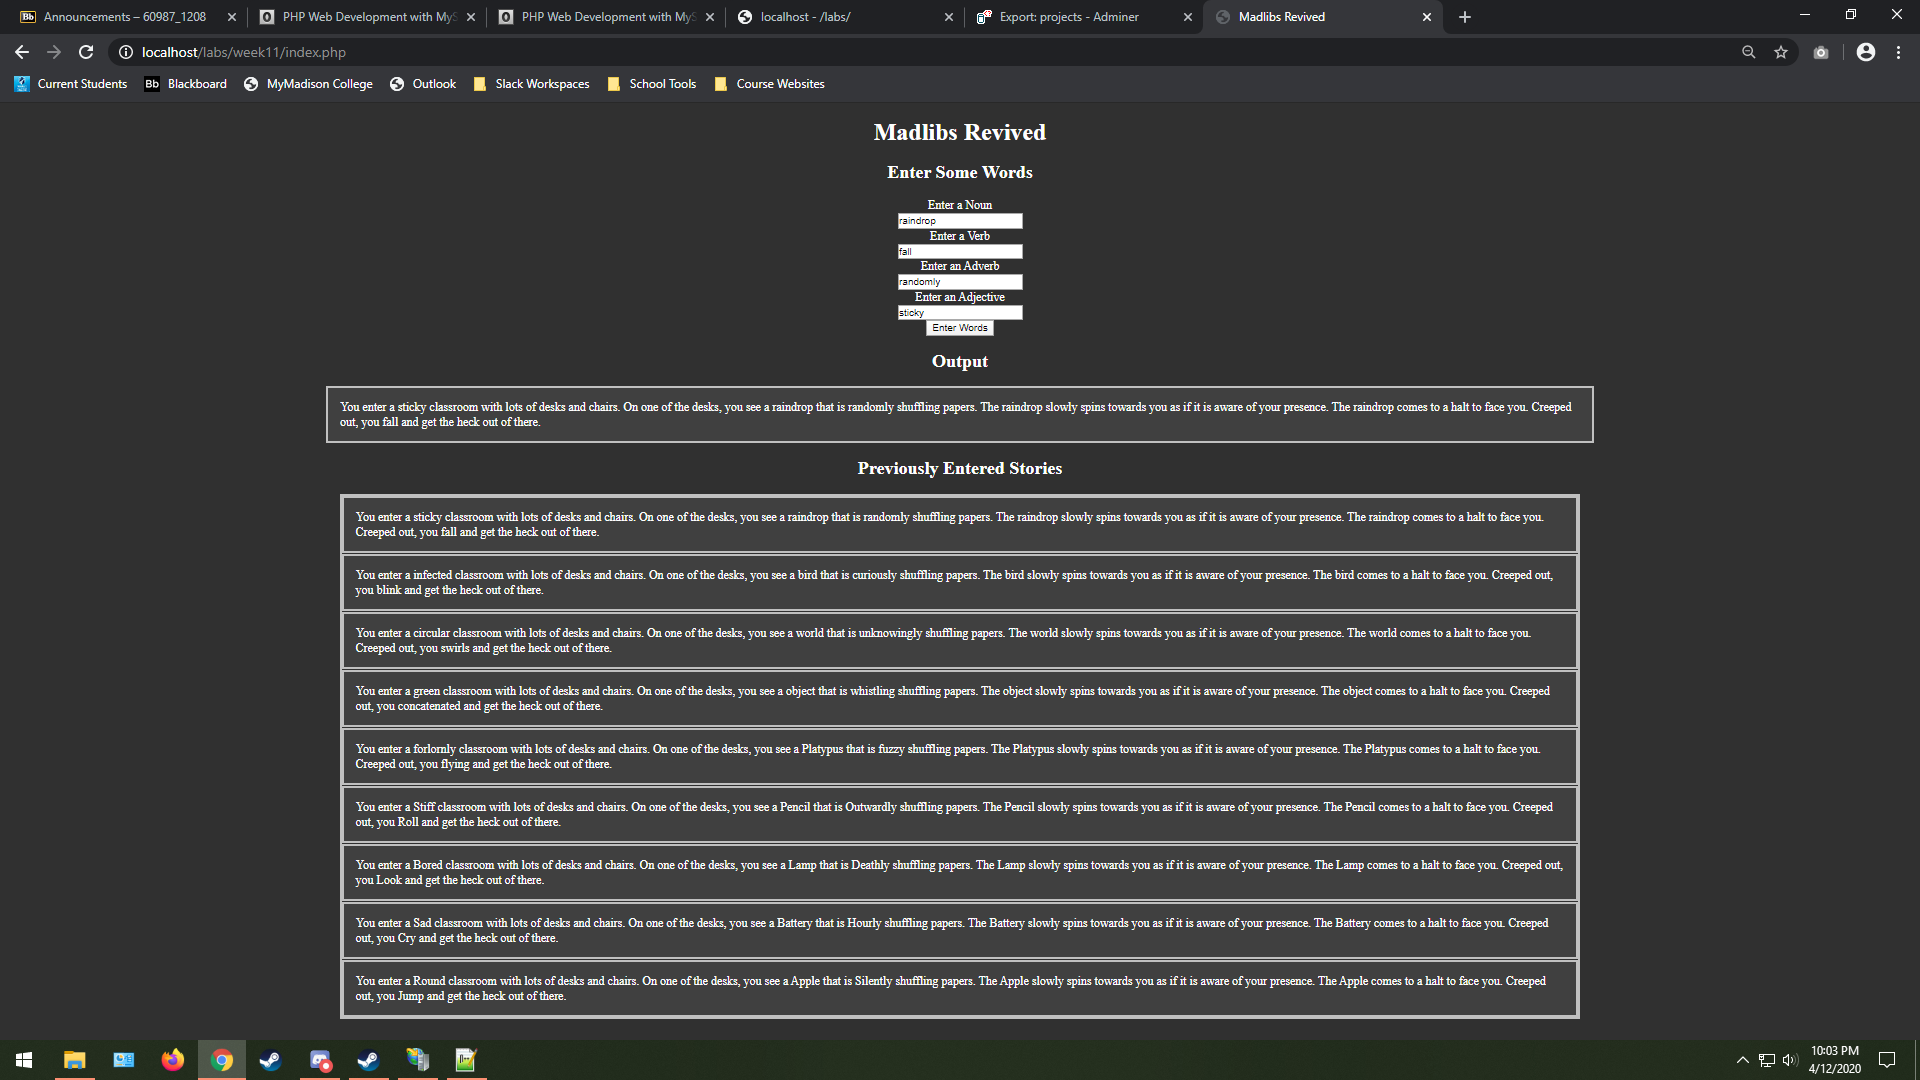 Announcements – 60987_1208
PHP Web Development with MyS
PHP Web Development with MyS
localhost - /labs/
Export: projects - Adminer
Madlibs Revived
localhost/labs/week11/index.php
Current Students
Bb Blackboard
MyMadison College
Outlook
Slack Workspaces
School Tools
Course Websites
Madlibs Revived
Enter Some Words
Enter a Noun
raindrop
Enter a Verb
fall
Enter an Adverb
randomly
Enter an Adjective
sticky
Enter Words
Output
You enter a sticky classroom with lots of desks and chairs. On one of the desks, you see a raindrop that is randomly shuffling papers. The raindrop slowly spins towards you as if it is aware of your presence. The raindrop comes to a halt to face you. Creeped
out, you fall and get the heck out of there.
Previously Entered Stories
You enter a sticky classroom with lots of desks and chairs. On one of the desks, you see a raindrop that is randomly shuffling papers. The raindrop slowly spins towards you as if it is aware of your presence. The raindrop comes to a halt to face you.
Creeped out, you fall and get the heck out of there.
You enter a infected classroom with lots of desks and chairs. On one of the desks, you see a bird that is curiously shuffling papers. The bird slowly spins towards you as if it is aware of your presence. The bird comes to a halt to face you. Creeped out,
you blink and get the heck out of there.
You enter a circular classroom with lots of desks and chairs. On one of the desks, you see a world that is unknowingly shuffling papers. The world slowly spins towards you as if it is aware of your presence. The world comes to a halt to face you.
Creeped out, you swirls and get the heck out of there.
You enter a green classroom with lots of desks and chairs. On one of the desks, you see a object that is whistling shuffling papers. The object slowly spins towards you as if it is aware of your presence. The object comes to a halt to face you. Creeped
out, you concatenated and get the heck out of there.
You enter a forlornly classroom with lots of desks and chairs. On one of the desks, you see a Platypus that is fuzzy shuffling papers. The Platypus slowly spins towards you as if it is aware of your presence. The Platypus comes to a halt to face you.
Creeped out, you flying and get the heck out of there.
You enter a Stiff classroom with lots of desks and chairs. On one of the desks, you see a Pencil that is Outwardly shuffling papers. The Pencil slowly spins towards you as if it is aware of your presence. The Pencil comes to a halt to face you. Creeped
out, you Roll and get the heck out of there.
You enter a Bored classroom with lots of desks and chairs. On one of the desks, you see a Lamp that is Deathly shuffling papers. The Lamp slowly spins towards you as if it is aware of your presence. The Lamp comes to a halt to face you. Creeped out,
you Look and get the heck out of there.
You enter a Sad classroom with lots of desks and chairs. On one of the desks, you see a Battery that is Hourly shuffling papers. The Battery slowly spins towards you as if it is aware of your presence. The Battery comes to a halt to face you. Creeped
out, you Cry and get the heck out of there.
You enter a Round classroom with lots of desks and chairs. On one of the desks, you see a Apple that is Silently shuffling papers. The Apple slowly spins towards you as if it is aware of your presence. The Apple comes to a halt to face you. Creeped
out, you Jump and get the heck out of there.
10:03 PM
4/12/2020